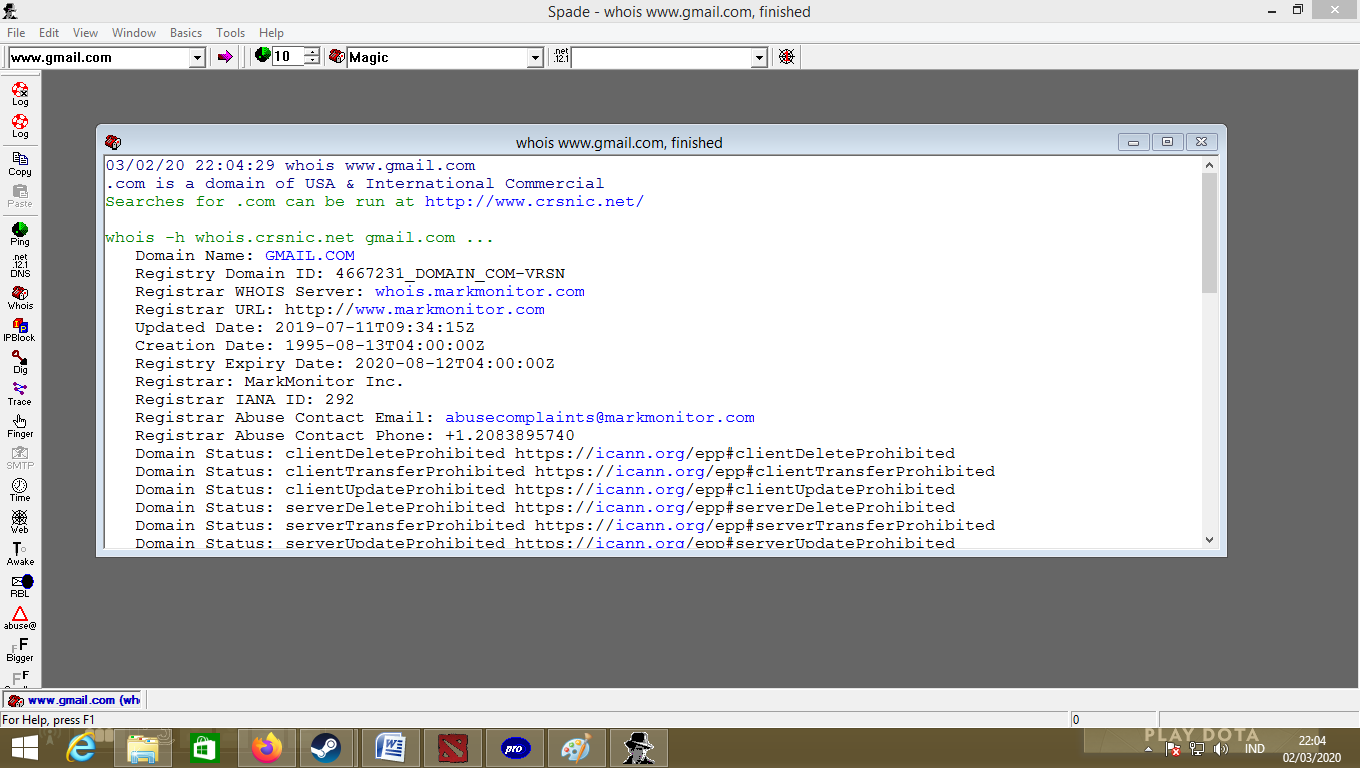 Spade - whois www.gmail.com, finished
File Edit View Window Basics Tools Help
www.gmail.com 10 Magic .net .12.1
Log
Log
Copy
Paste
Ping
.net .12.1 DNS
Whois
IPBlock
Dig
Trace
Finger
SMTP
Time
Web
Awake
RBL
abuse@
Bigger
whois www.gmail.com, finished
03/02/20 22:04:29 whois www.gmail.com
.com is a domain of USA & International Commercial
Searches for .com can be run at http://www.crsnic.net/
whois -h whois.crsnic.net gmail.com ...
Domain Name: GMAIL.COM
Registry Domain ID: 4667231_DOMAIN_COM-VRSN
Registrar WHOIS Server: whois.markmonitor.com
Registrar URL: http://www.markmonitor.com
Updated Date: 2019-07-11T09:34:15Z
Creation Date: 1995-08-13T04:00:00Z
Registry Expiry Date: 2020-08-12T04:00:00Z
Registrar: MarkMonitor Inc.
Registrar IANA ID: 292
Registrar Abuse Contact Email: abusecomplaints@markmonitor.com
Registrar Abuse Contact Phone: +1.2083895740
Domain Status: clientDeleteProhibited https://icann.org/epp#clientDeleteProhibited
Domain Status: clientTransferProhibited https://icann.org/epp#clientTransferProhibited
Domain Status: clientUpdateProhibited https://icann.org/epp#clientUpdateProhibited
Domain Status: serverDeleteProhibited https://icann.org/epp#serverDeleteProhibited
Domain Status: serverTransferProhibited https://icann.org/epp#serverTransferProhibited
Domain Status: serverUpdateProhibited https://icann.org/epp#serverUpdateProhibited
www.gmail.com (wh
For Help, press F1
0
PLAY DOTA
pro
IND
22:04
02/03/2020